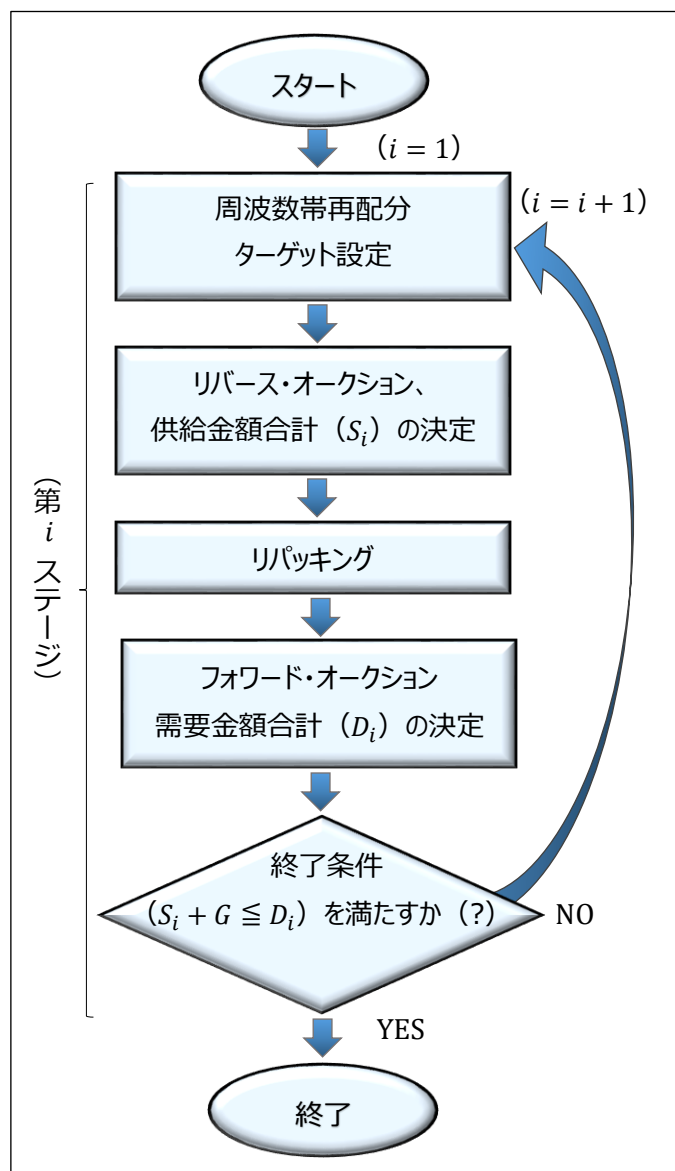 スタート
(i = 1)
周波数帯再配分
ターゲット設定
(i = i + 1)
リバース・オークション、
供給金額合計（S_i）の決定
リパッキング
フォワード・オークション
需要金額合計（D_i）の決定
（第 i ステージ）
終了条件
（S_i + G ≦ D_i）を満たすか（?）
NO
YES
終了